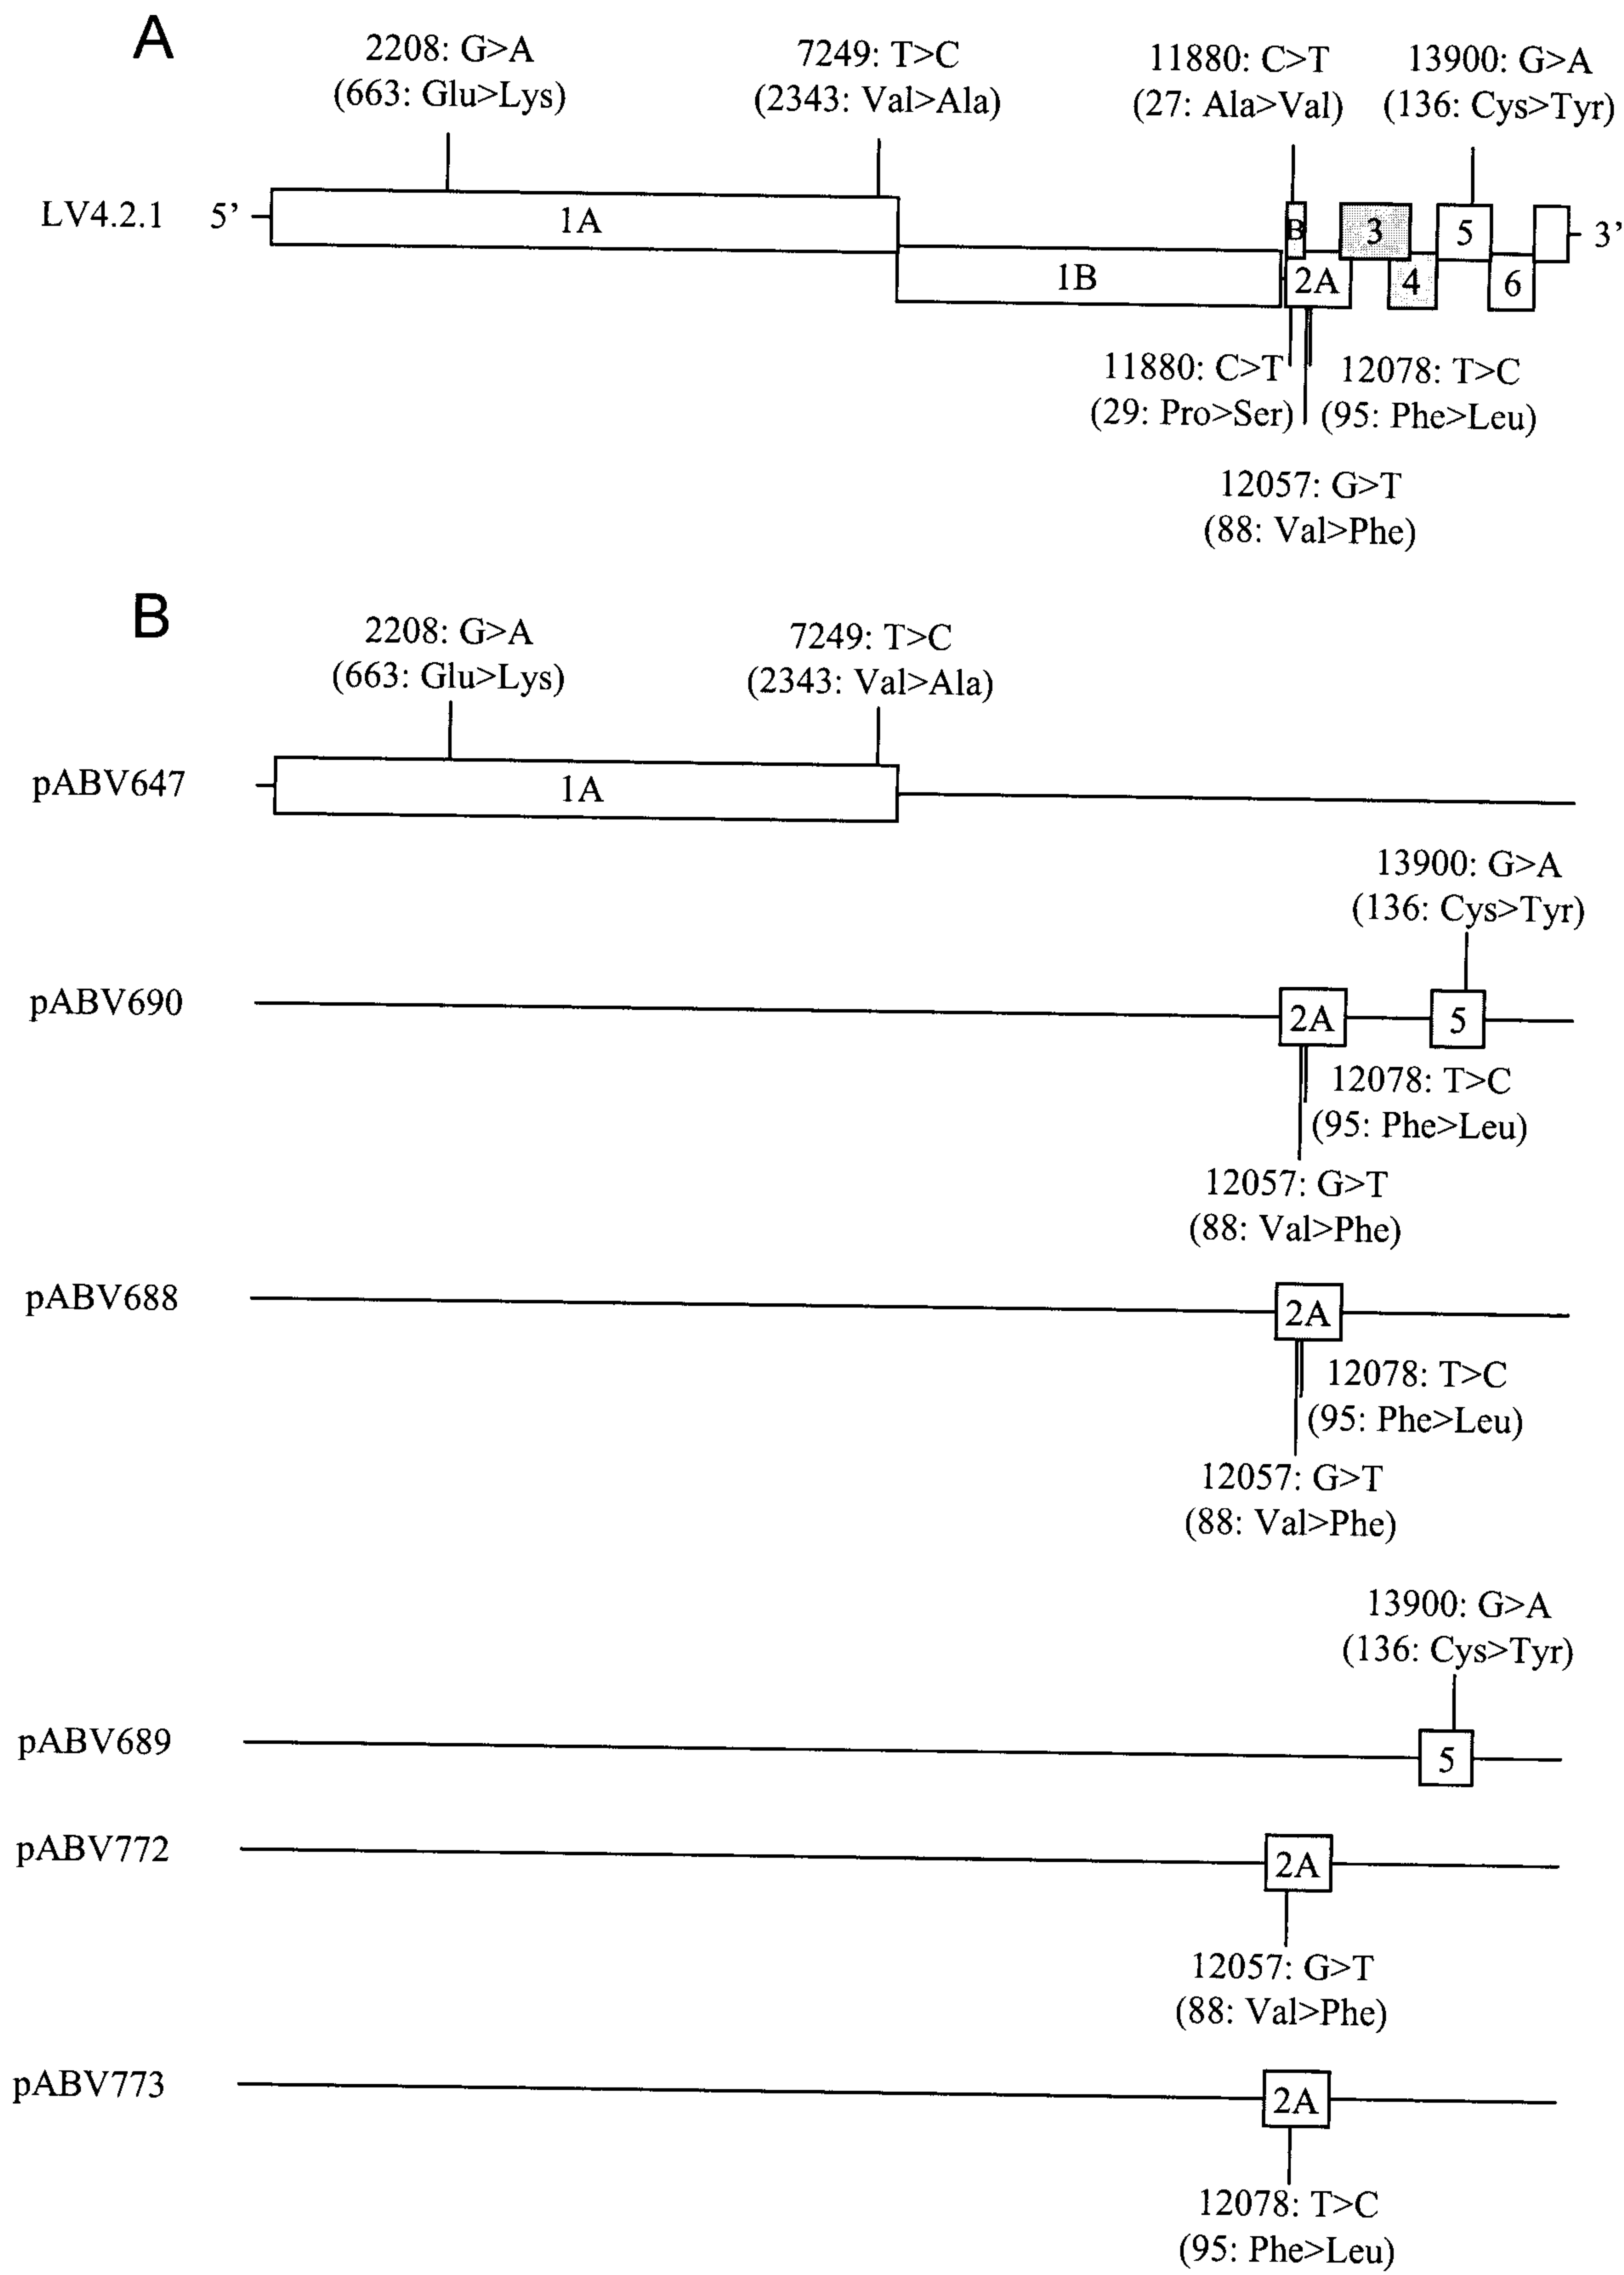 A
2208: G>A
(663: Glu>Lys)
7249: T>C
(2343: Val>Ala)
11880: C>T
(27: Ala>Val)
13900: G>A
(136: Cys>Tyr)
LV4.2.1
5’
1A
1B
B
2A
3
4
5
6
3’
11880: C>T
(29: Pro>Ser)
12078: T>C
(95: Phe>Leu)
12057: G>T
(88: Val>Phe)
B
2208: G>A
(663: Glu>Lys)
7249: T>C
(2343: Val>Ala)
pABV647
1A
13900: G>A
(136: Cys>Tyr)
pABV690
2A
5
12078: T>C
(95: Phe>Leu)
12057: G>T
(88: Val>Phe)
pABV688
2A
12078: T>C
(95: Phe>Leu)
12057: G>T
(88: Val>Phe)
13900: G>A
(136: Cys>Tyr)
pABV689
5
pABV772
2A
12057: G>T
(88: Val>Phe)
pABV773
2A
12078: T>C
(95: Phe>Leu)